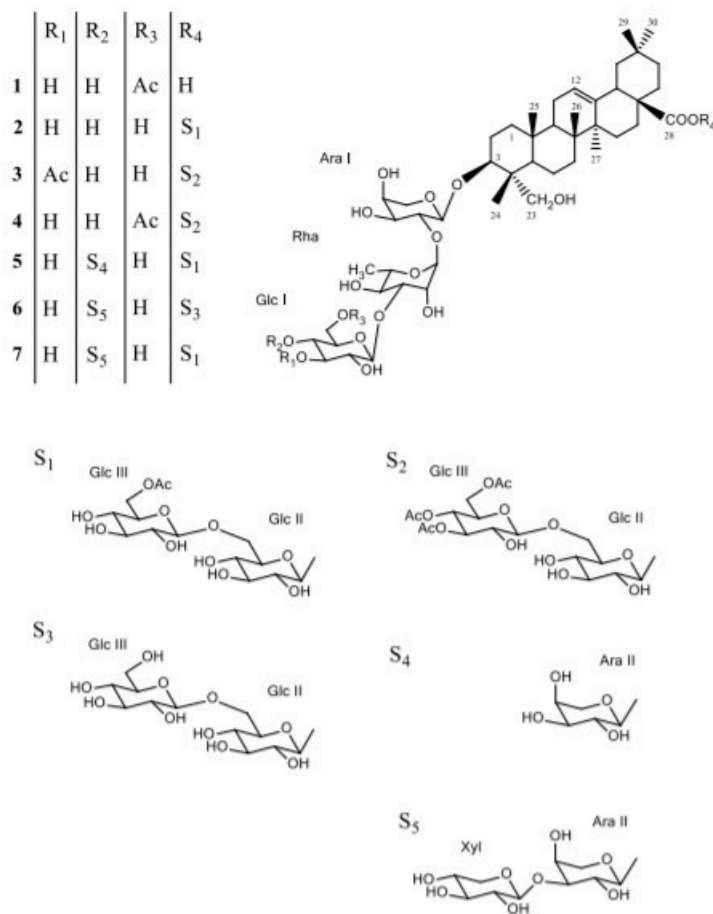 R₁ R₂ R₃ R₄
1 H H Ac H
2 H H H S₁
3 Ac H H S₂
4 H H Ac S₂
5 H S₄ H S₁
6 H S₅ H S₃
7 H S₅ H S₁
29 30
12
25 26
1
COOR₄
28
27
3
Ara I
OH
O
O
HO
24
CH₂OH
23
O
Rha
H₃C
O
HO
O
OH
Glc I
OR₃
R₂O
O
R₁O
OH
S₁
Glc III
OAc
HO
O
O
HO
OH
Glc II
HO
O
HO
OH
S₂
Glc III
OAc
AcO
O
O
AcO
OH
Glc II
HO
O
HO
OH
S₃
Glc III
OH
HO
O
O
HO
OH
Glc II
HO
O
HO
OH
S₄
Ara II
OH
O
HO
OH
S₅
Xyl
Ara II
OH
HO
O
O
HO
O
OH
OH